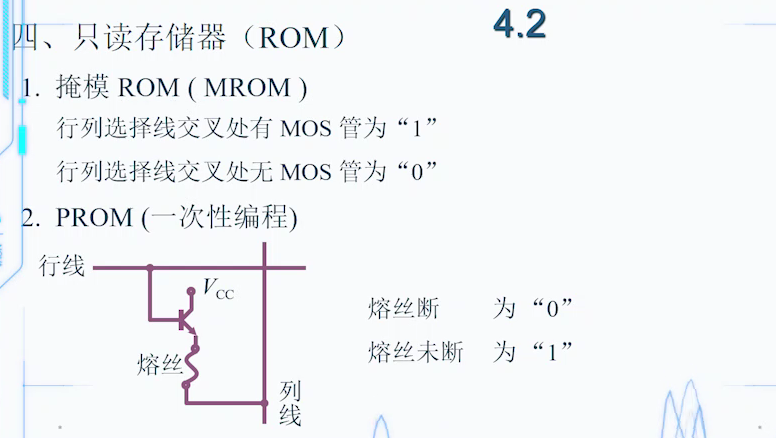 四、只读存储器（ROM）
4.2
1. 掩模 ROM ( MROM )
行列选择线交叉处有 MOS 管为“1”
行列选择线交叉处无 MOS 管为“0”
2. PROM (一次性编程)
行线
VCC
熔丝
列线
熔丝断 为 “0”
熔丝未断 为 “1”